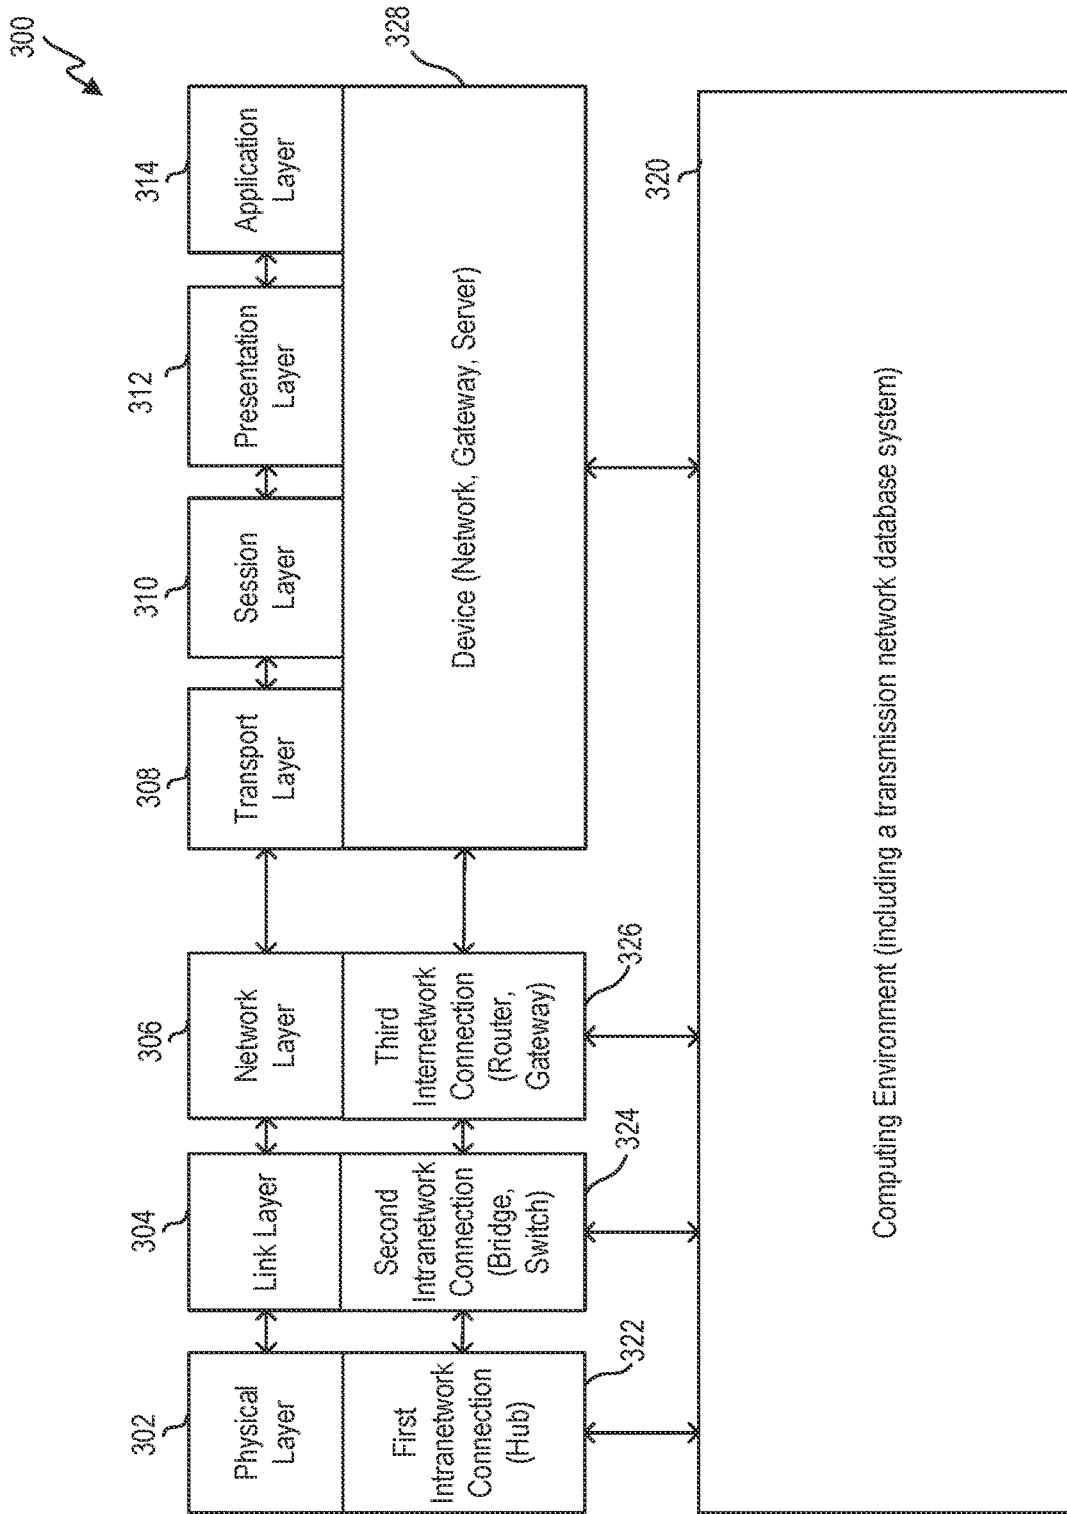 300
302
Physical
Layer
304
Link Layer
306
Network
Layer
308
Transport
Layer
310
Session
Layer
312
Presentation
Layer
314
Application
Layer
First
Intranetwork
Connection
(Hub)
322
Second
Intranetwork
Connection
(Bridge,
Switch)
324
Third
Internetwork
Connection
(Router,
Gateway)
326
Device (Network, Gateway, Server)
328
320
Computing Environment (including a transmission network database system)